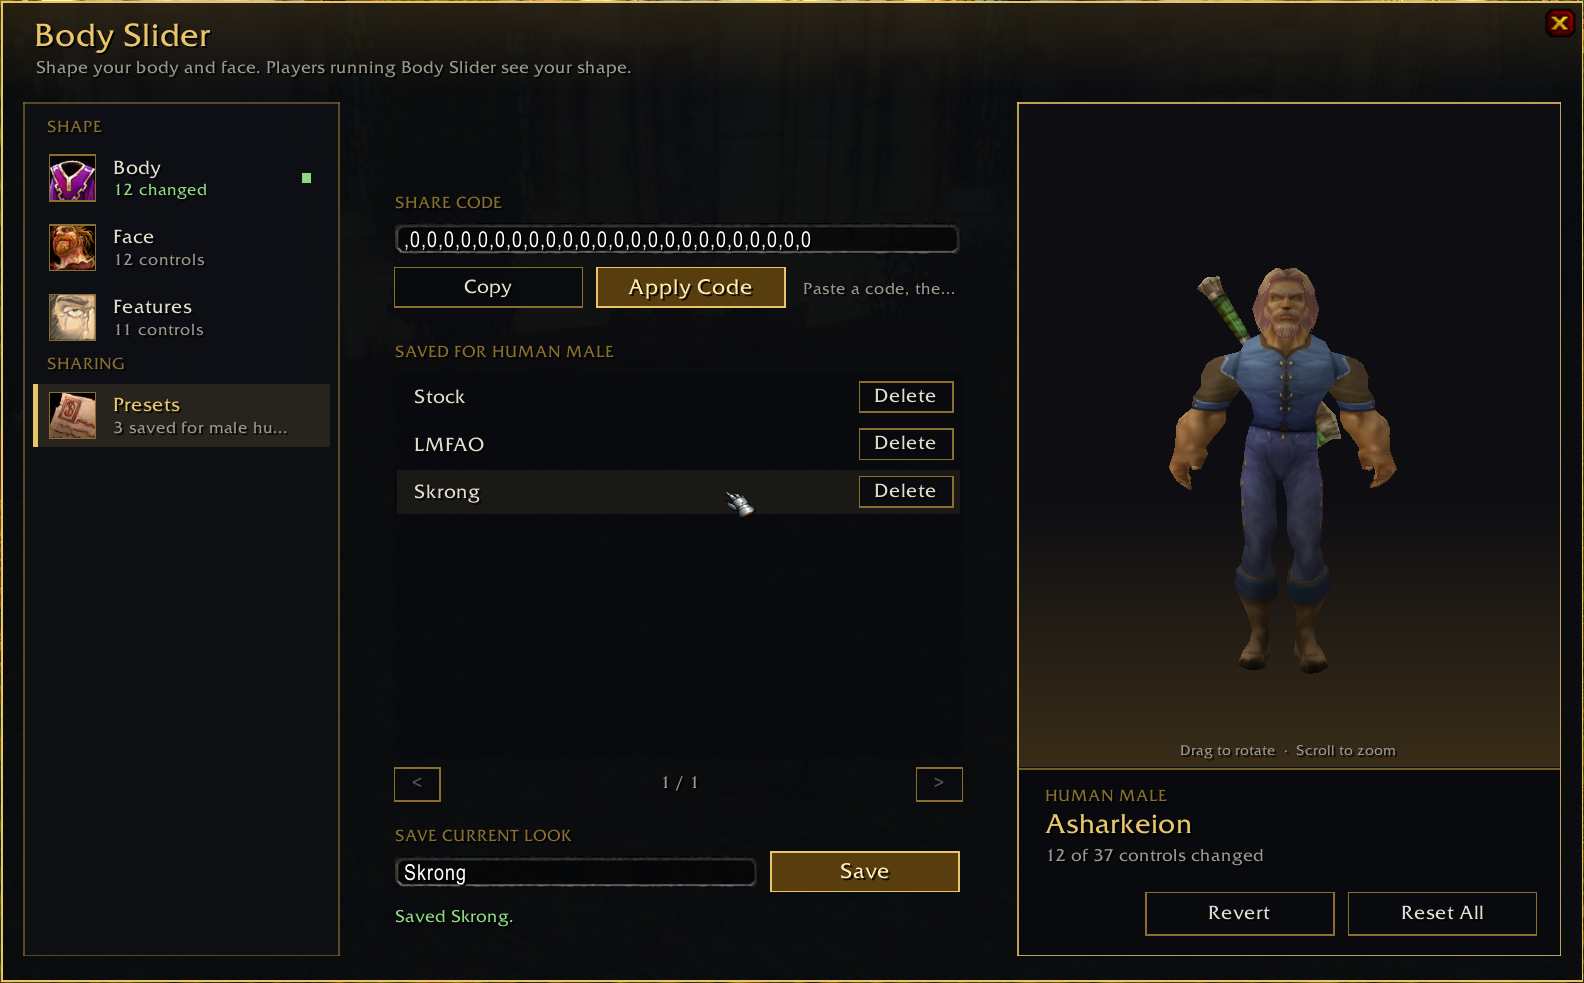 Body Slider
Shape your body and face. Players running Body Slider see your shape.
SHAPE
Body
12 changed
Face
12 controls
Features
11 controls
SHARING
Presets
3 saved for male hu...
SHARE CODE
,0,0,0,0,0,0,0,0,0,0,0,0,0,0,0,0,0,0,0,0,0,0,0,0
Copy
Apply Code
Paste a code, the...
SAVED FOR HUMAN MALE
Stock
Delete
LMFAO
Delete
Skrong
Delete
<
1 / 1
>
SAVE CURRENT LOOK
Skrong
Save
Saved Skrong.
Drag to rotate · Scroll to zoom
HUMAN MALE
Asharkeion
12 of 37 controls changed
Revert
Reset All